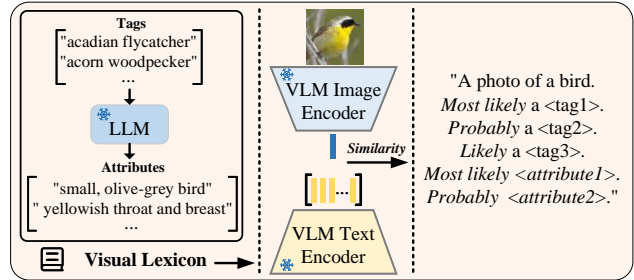 Tags
"acadian flycatcher"
"acorn woodpecker"
...
LLM
Attributes
"small, olive-grey bird"
" yellowish throat and breast"
...
Visual Lexicon
VLM Image
Encoder
Similarity
...
VLM Text
Encoder
"A photo of a bird.
Most likely a <tag1>.
Probably a <tag2>.
Likely a <tag3>.
Most likely <attribute1>.
Probably <attribute2>."